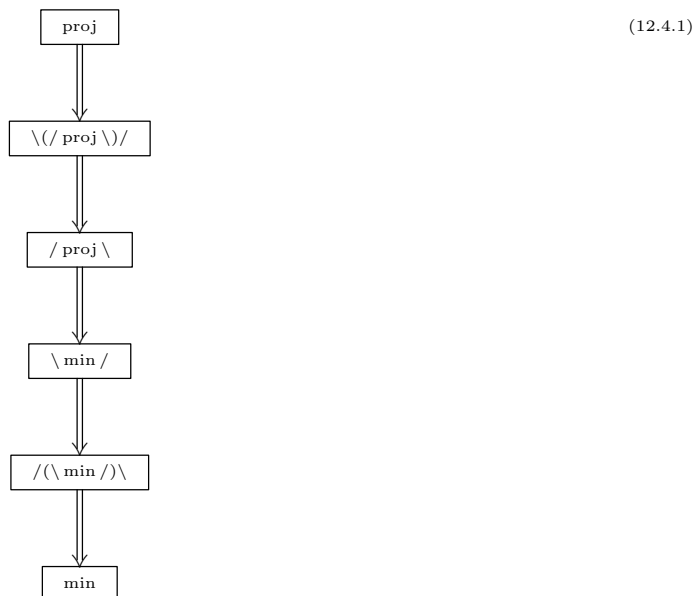 proj (12.4.1)
\(/ proj \)/
/ proj \
\ min /
/(\ min /)\
min